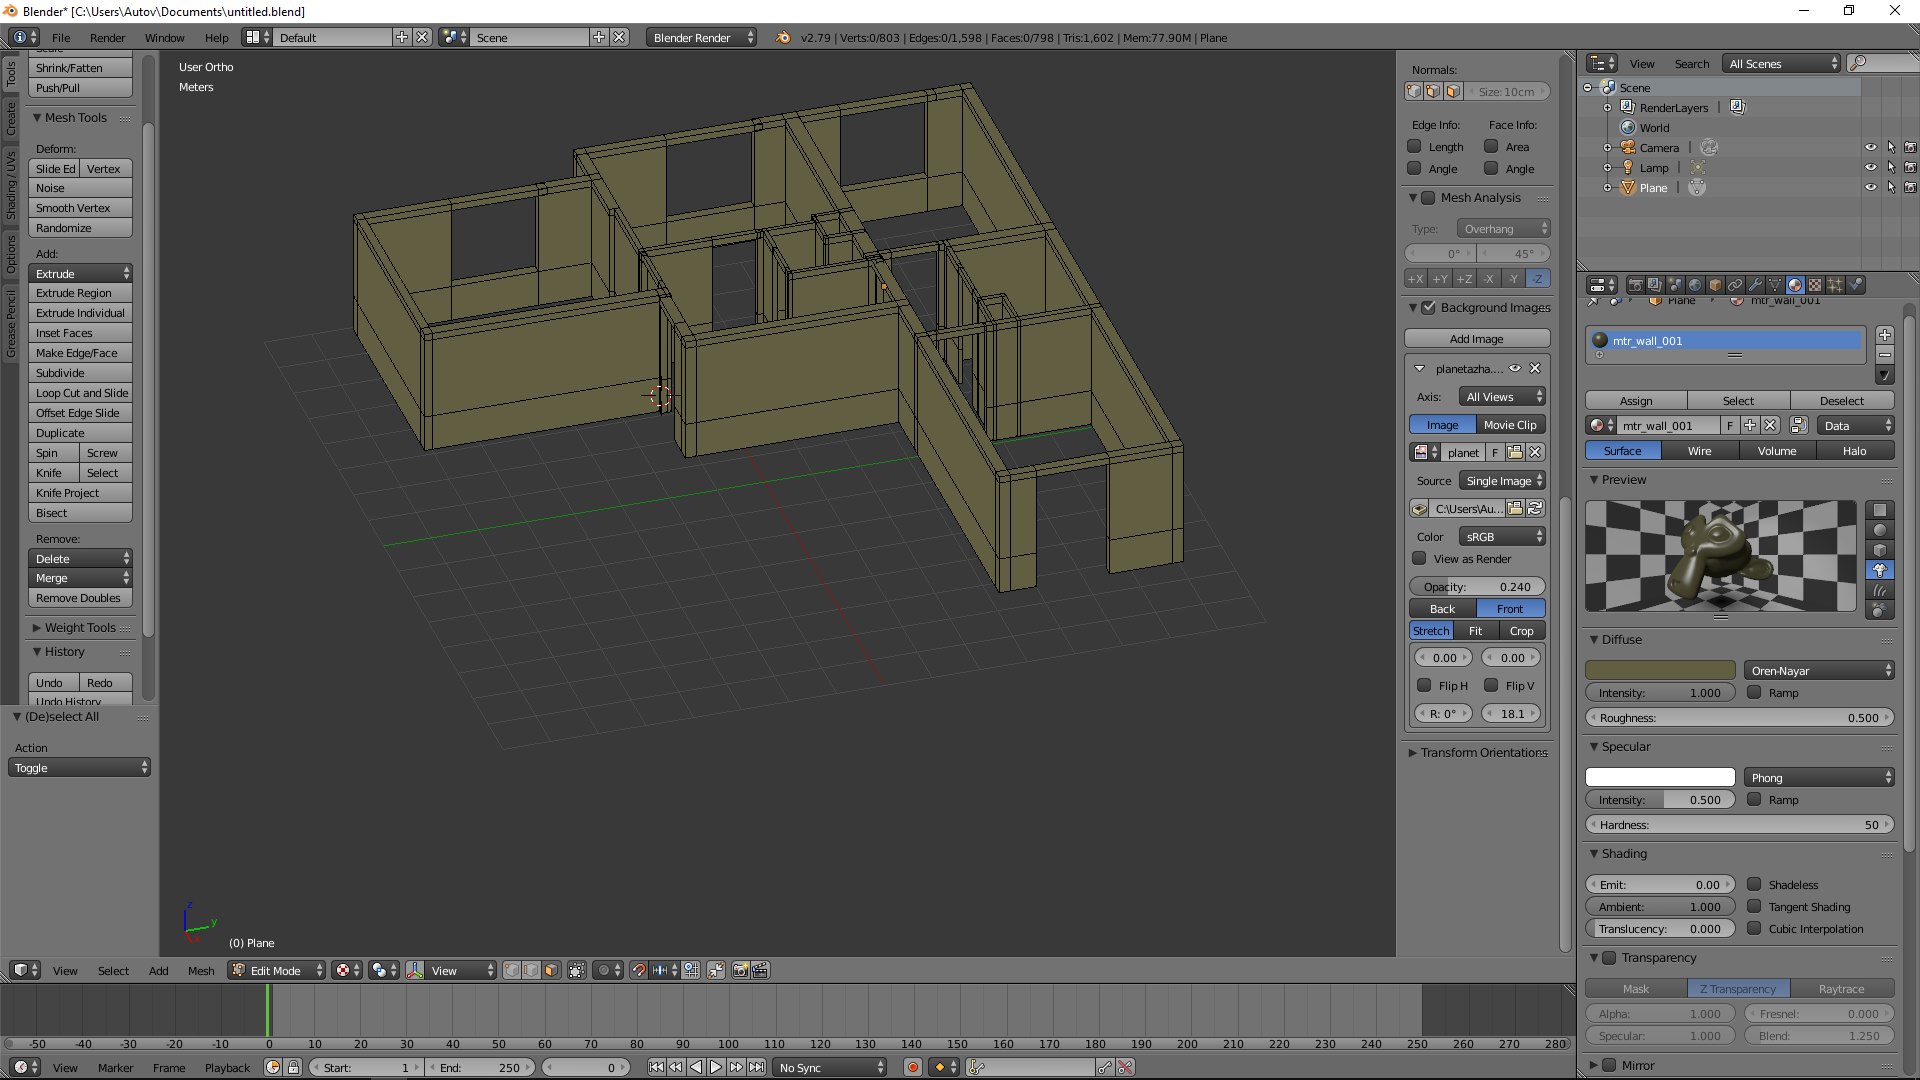 Blender* [C:\Users\Autov\Documents\untitled.blend]
File Render Window Help Default Scene Blender Render v2.79 | Verts:0/803 | Edges:0/1,598 | Faces:0/798 | Tris:1,602 | Mem:77.90M | Plane
Tools
Create
Shading / UVs
Options
Grease Pencil
Shrink/Fatten
Push/Pull
Mesh Tools
Deform:
Slide Ed Vertex
Noise
Smooth Vertex
Randomize
Add:
Extrude
Extrude Region
Extrude Individual
Inset Faces
Make Edge/Face
Subdivide
Loop Cut and Slide
Offset Edge Slide
Duplicate
Spin Screw
Knife Select
Knife Project
Bisect
Remove:
Delete
Merge
Remove Doubles
Weight Tools
History
Undo Redo
Undo History
(De)select All
Action
Toggle
User Ortho
Meters
z
y
x
(0) Plane
Normals:
Size: 10cm
Edge Info: Face Info:
Length Area
Angle Angle
Mesh Analysis
Type: Overhang
0° 45°
+X +Y +Z -X -Y -Z
Background Images
Add Image
planetazha....
Axis: All Views
Image Movie Clip
planet F
Source Single Image
C:\Users\Au...
Color sRGB
View as Render
Opacity: 0.240
Back Front
Stretch Fit Crop
0.00 0.00
Flip H Flip V
R: 0° 18.1
Transform Orientations
View Search All Scenes
Scene
RenderLayers
World
Camera
Lamp
Plane
Plane mtr_wall_001
mtr_wall_001
Assign Select Deselect
mtr_wall_001 F Data
Surface Wire Volume Halo
Preview
Diffuse
Oren-Nayar
Intensity: 1.000 Ramp
Roughness: 0.500
Specular
Phong
Intensity: 0.500 Ramp
Hardness: 50
Shading
Emit: 0.00 Shadeless
Ambient: 1.000 Tangent Shading
Translucency: 0.000 Cubic Interpolation
Transparency
Mask Z Transparency Raytrace
Alpha: 1.000 Fresnel: 0.000
Specular: 1.000 Blend: 1.250
Mirror
View Select Add Mesh Edit Mode View
-50 -40 -30 -20 -10 0 10 20 30 40 50 60 70 80 90 100 110 120 130 140 150 160 170 180 190 200 210 220 230 240 250 260 270 280
View Marker Frame Playback Start: 1 End: 250 0 No Sync